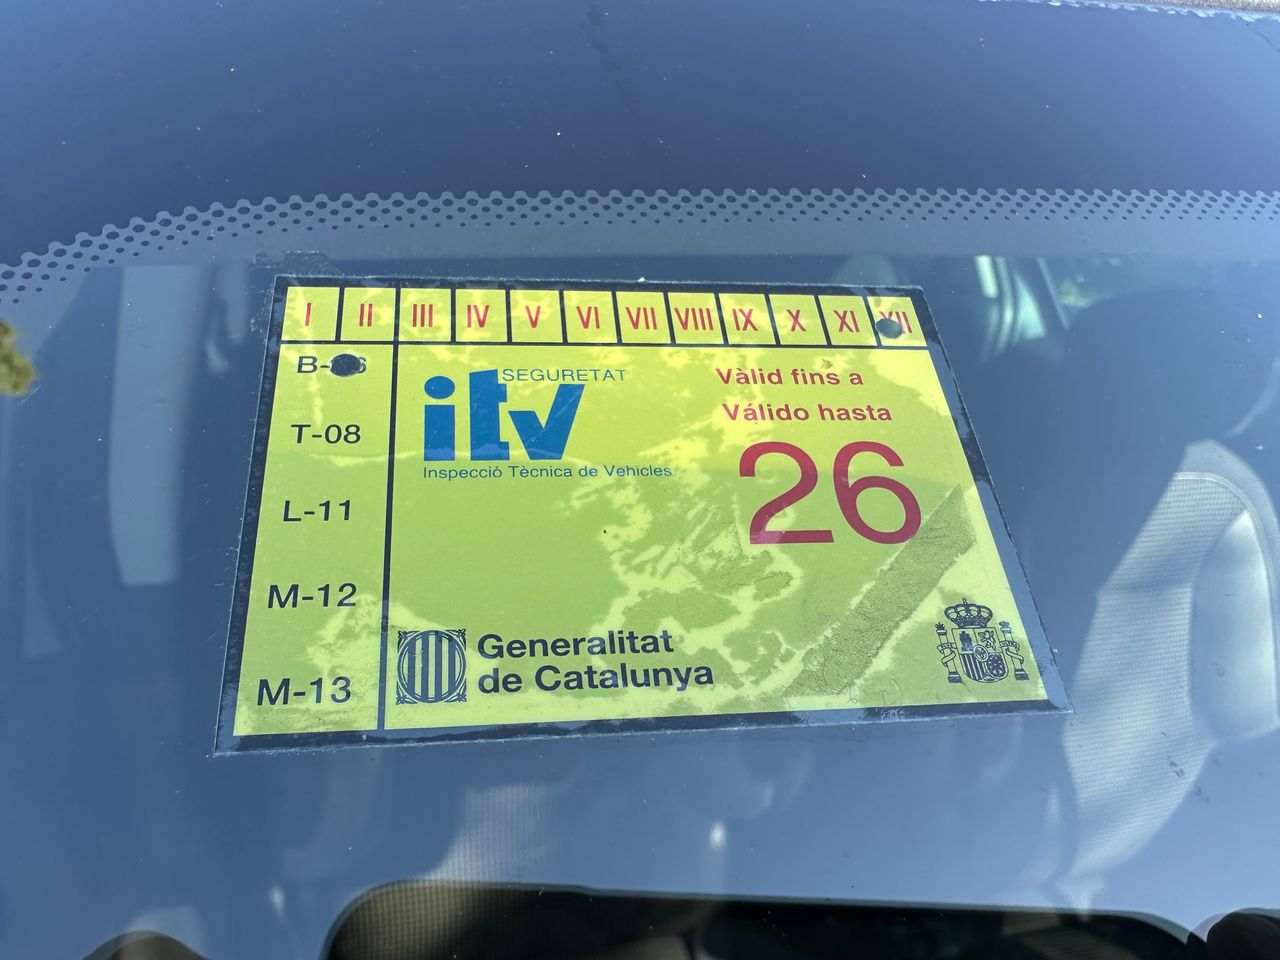 I II III IV V VI VII VIII IX X XI XII
T-08
L-11
M-12
M-13
SEGURETAT
itv
Inspecció Tècnica de Vehicles
Vàlid fins a
Válido hasta
26
Generalitat
de Catalunya